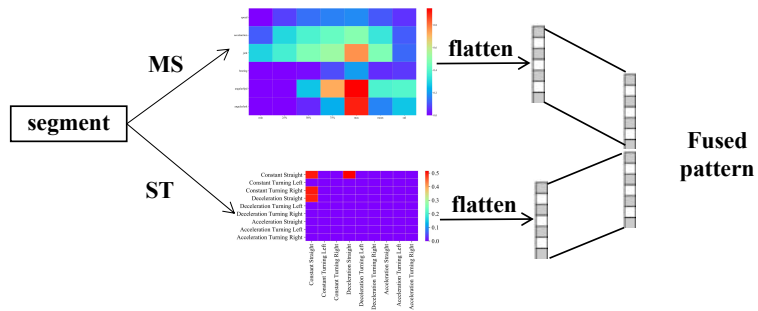 MS
flatten
segment
Fused
pattern
ST
flatten
Constant Straight
Constant Turning Left
Constant Turning Right
Deceleration Straight
Deceleration Turning Left
Deceleration Turning Right
Acceleration Straight
Acceleration Turning Left
Acceleration Turning Right
0.5
0.4
0.3
0.2
0.1
0.0
Constant Straight
Constant Turning Left
Constant Turning Right
Deceleration Straight
Deceleration Turning Left
Deceleration Turning Right
Acceleration Straight
Acceleration Turning Left
Acceleration Turning Right